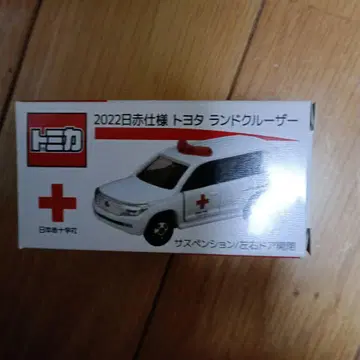 2022日赤仕様 トヨタ ランドクルーザー
トミカ
日本赤十字社
サスペンション/左右ドア開閉